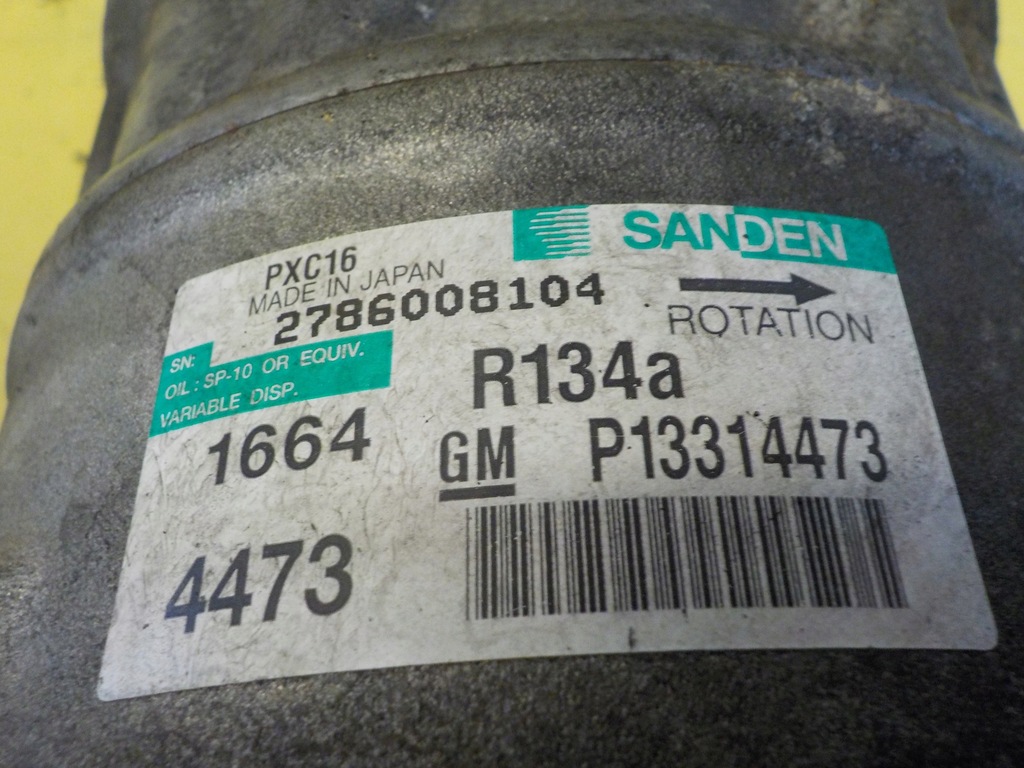 SANDEN
PXC16
MADE IN JAPAN
2786008104
ROTATION
SN:
OIL : SP-10 OR EQUIV.
VARIABLE DISP.
R134a
1664
GM P13314473
4473